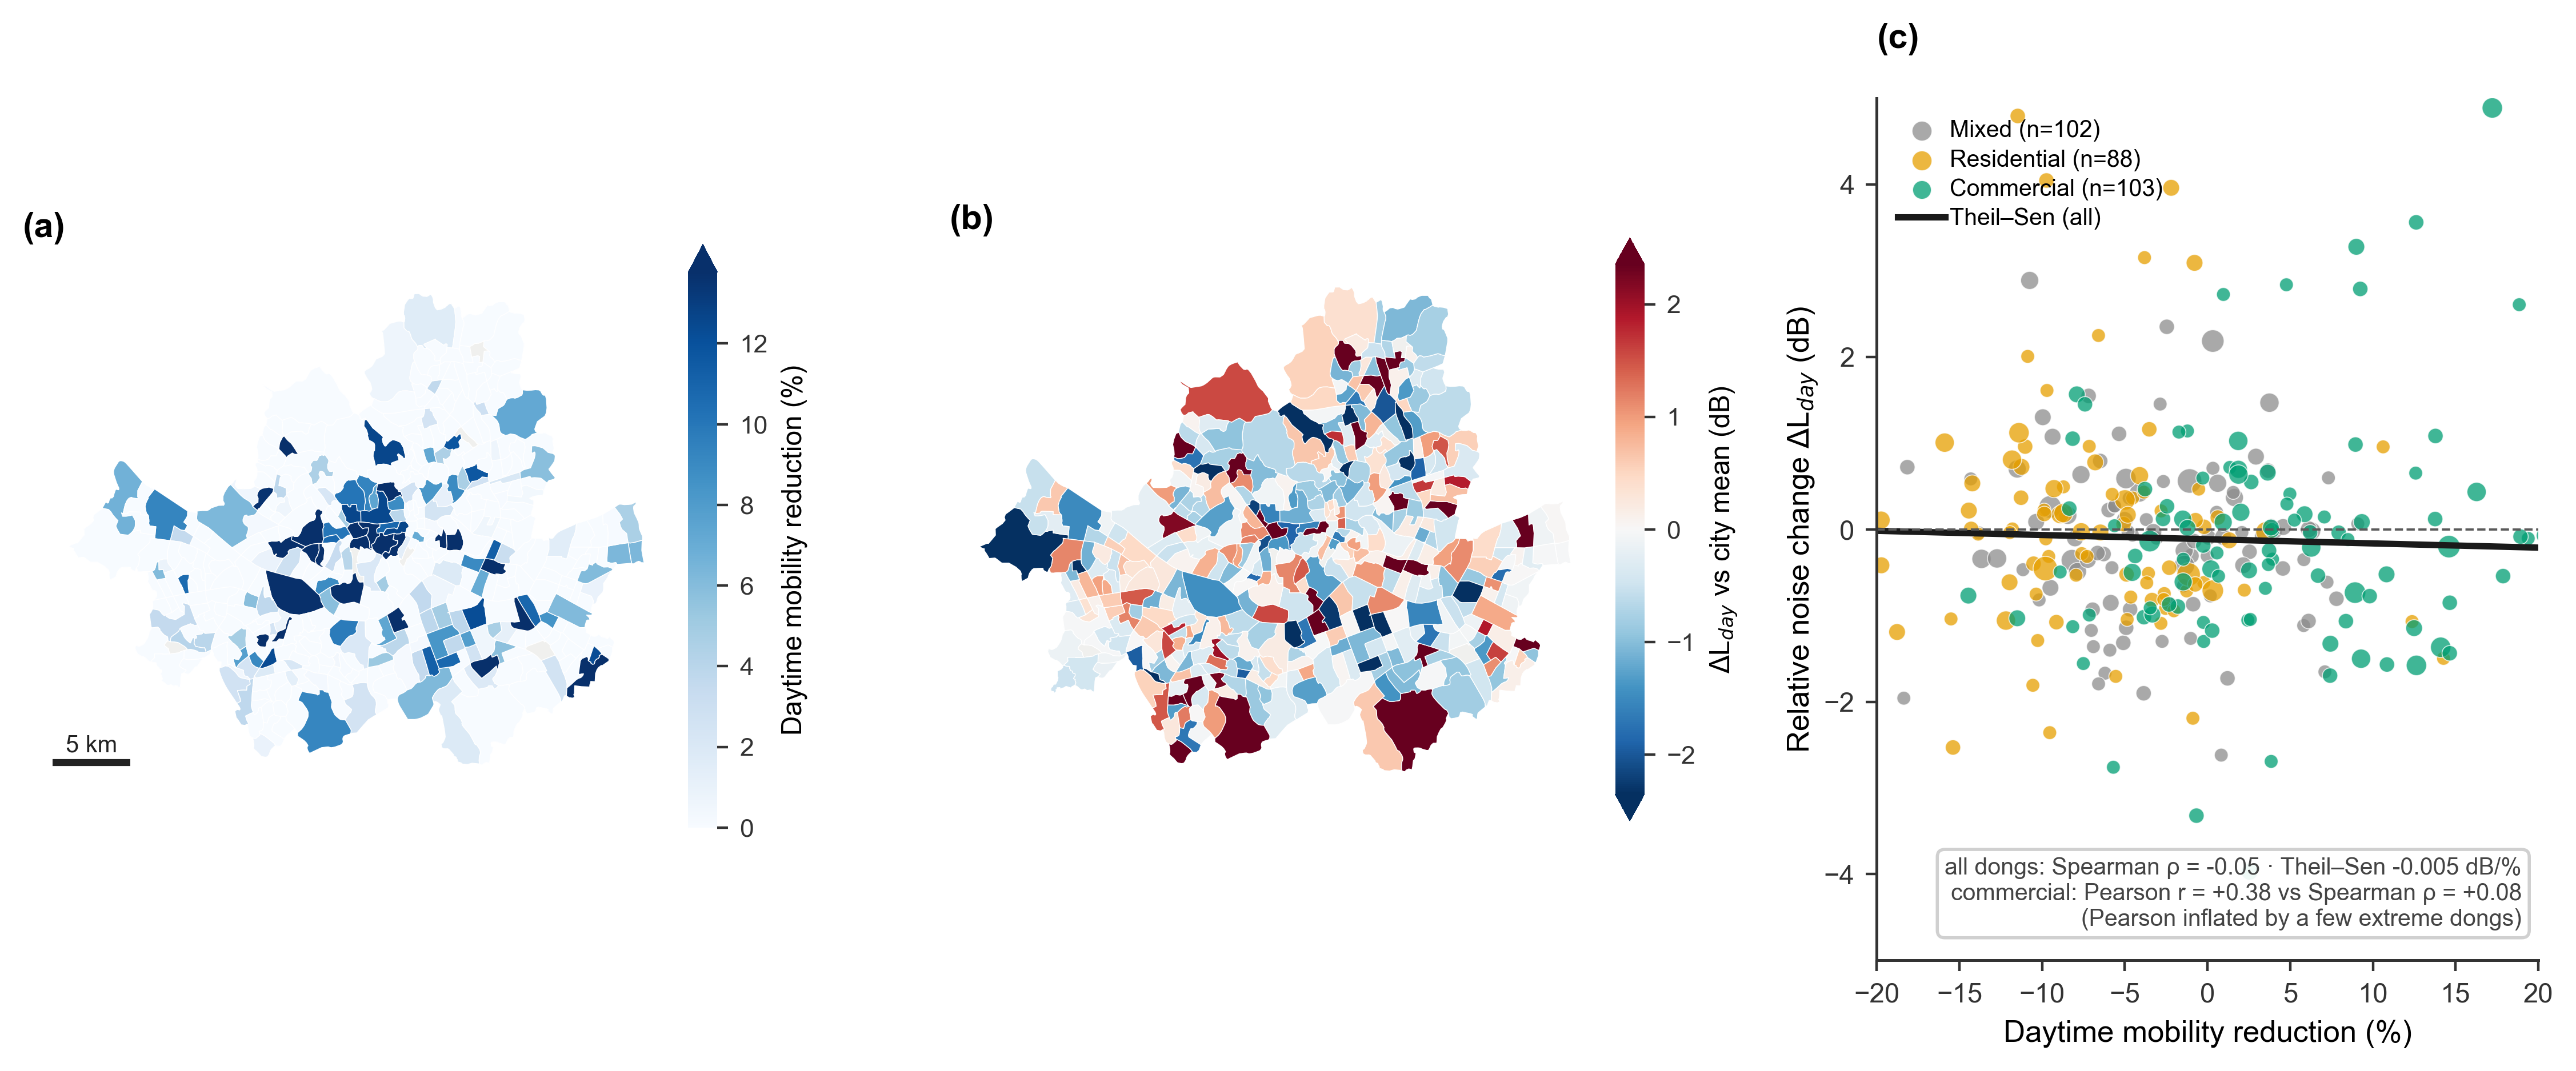 (a)
5 km
12
10
8
6
4
2
0
Daytime mobility reduction (%)
(b)
2
1
0
−1
−2
ΔLday vs city mean (dB)
(c)
Mixed (n=102)
Residential (n=88)
Commercial (n=103)
Theil–Sen (all)
4
2
0
−2
−4
Relative noise change ΔLday (dB)
all dongs: Spearman ρ = -0.05 · Theil–Sen -0.005 dB/%
commercial: Pearson r = +0.38 vs Spearman ρ = +0.08
(Pearson inflated by a few extreme dongs)
−20 −15 −10 −5 0 5 10 15 20
Daytime mobility reduction (%)